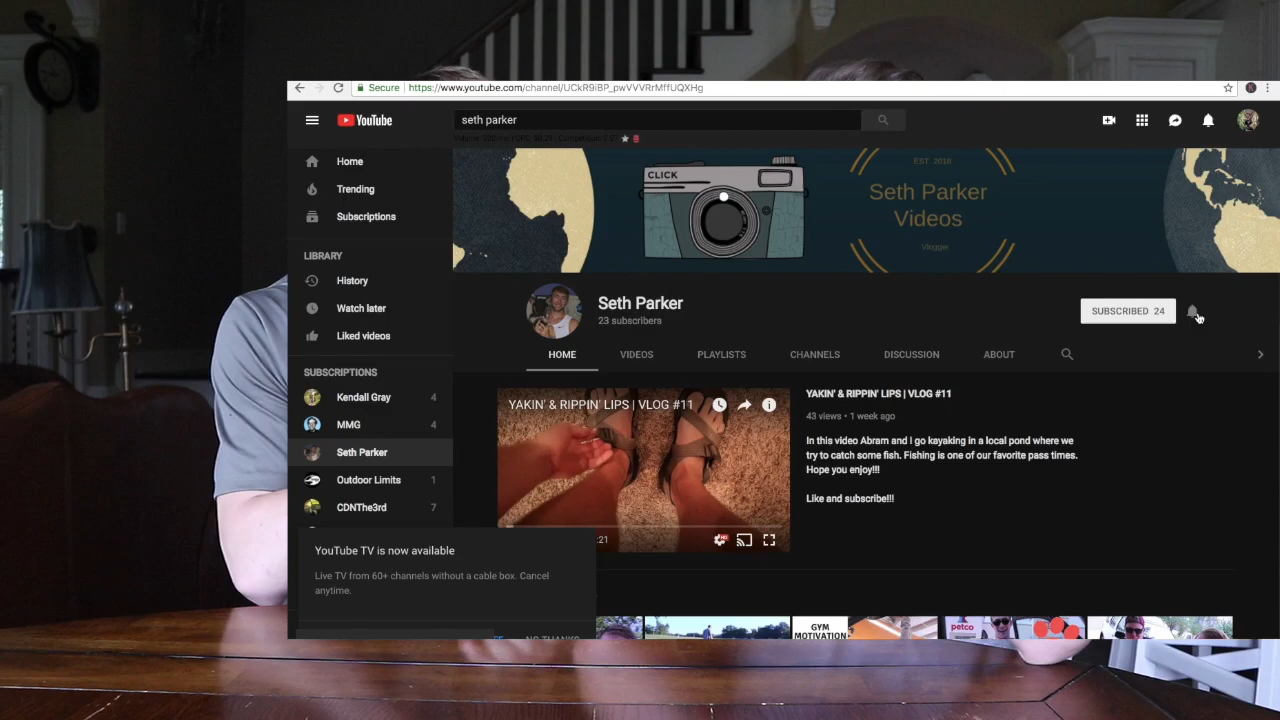 Secure https://www.youtube.com/channel/UCkR9iBP_pwVVVRrMffUQXHg
YouTube
seth parker
Home
Trending
Subscriptions
LIBRARY
History
Watch later
Liked videos
SUBSCRIPTIONS
Kendall Gray 4
MMG 4
Seth Parker
Outdoor Limits 1
CDNThe3rd 7
YouTube TV is now available
Live TV from 60+ channels without a cable box. Cancel
anytime.
NO THANKS
CLICK
EST. 2018
Seth Parker
Videos
Vlogger
Seth Parker
23 subscribers
SUBSCRIBED 24
HOME VIDEOS PLAYLISTS CHANNELS DISCUSSION ABOUT
YAKIN' & RIPPIN' LIPS | VLOG #11
:21
HD
YAKIN' & RIPPIN' LIPS | VLOG #11
43 views • 1 week ago
In this video Abram and I go kayaking in a local pond where we
try to catch some fish. Fishing is one of our favorite pass times.
Hope you enjoy!!!
Like and subscribe!!!
GYM
MOTIVATION
petco